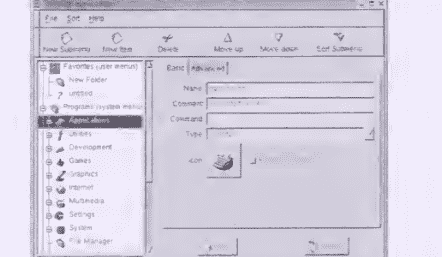 File Sort Help
New Submenu New Item Delete Move up Move down Sort Submenu
Favorites (user menus)
New Folder
untitled
Programs (system menus)
Applications
Utilities
Development
Games
Graphics
Internet
Multimedia
Settings
System
File Manager
Basic Advanced
Name
Comment
Command
Type
Icon